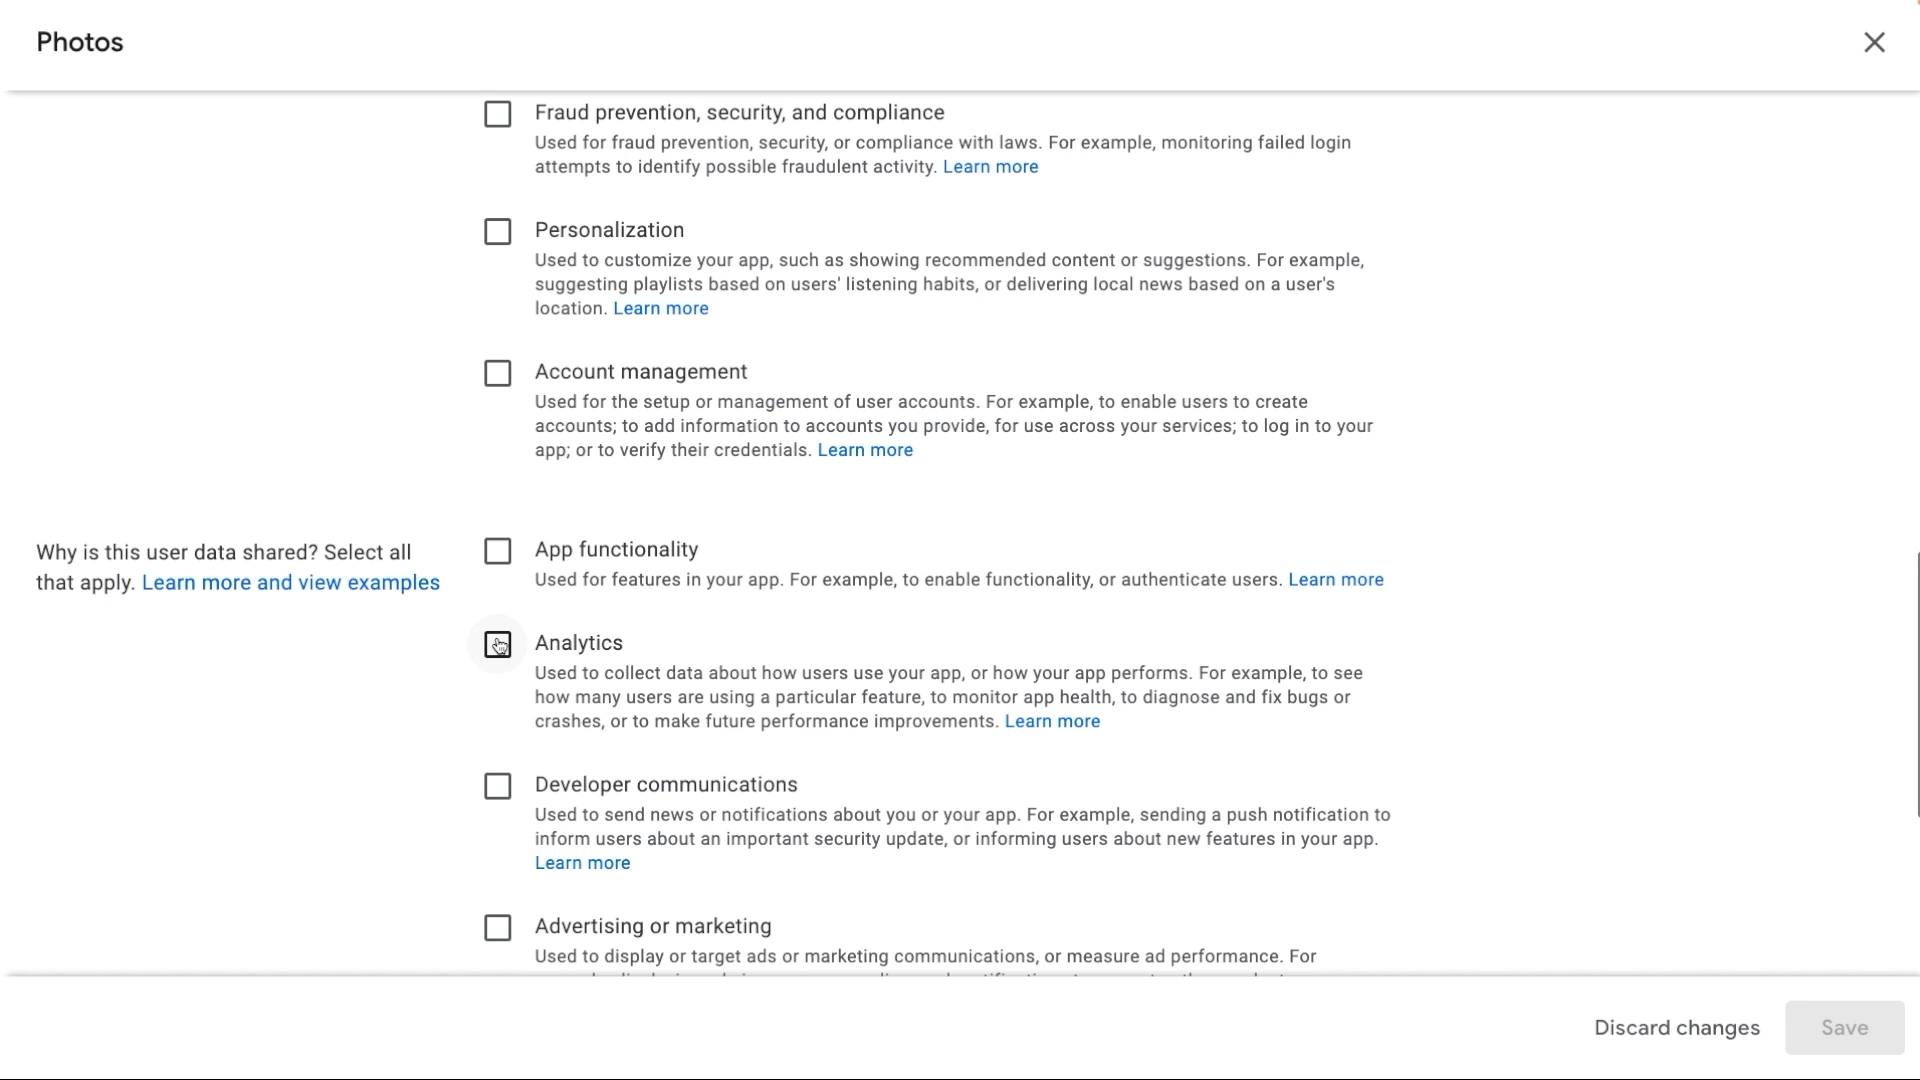 Photos
Fraud prevention, security, and compliance
Used for fraud prevention, security, or compliance with laws. For example, monitoring failed login
attempts to identify possible fraudulent activity. Learn more
Personalization
Used to customize your app, such as showing recommended content or suggestions. For example,
suggesting playlists based on users' listening habits, or delivering local news based on a user's
location. Learn more
Account management
Used for the setup or management of user accounts. For example, to enable users to create
accounts; to add information to accounts you provide, for use across your services; to log in to your
app; or to verify their credentials. Learn more
Why is this user data shared? Select all
that apply. Learn more and view examples
App functionality
Used for features in your app. For example, to enable functionality, or authenticate users. Learn more
Analytics
Used to collect data about how users use your app, or how your app performs. For example, to see
how many users are using a particular feature, to monitor app health, to diagnose and fix bugs or
crashes, or to make future performance improvements. Learn more
Developer communications
Used to send news or notifications about you or your app. For example, sending a push notification to
inform users about an important security update, or informing users about new features in your app.
Learn more
Advertising or marketing
Used to display or target ads or marketing communications, or measure ad performance. For
Discard changes
Save